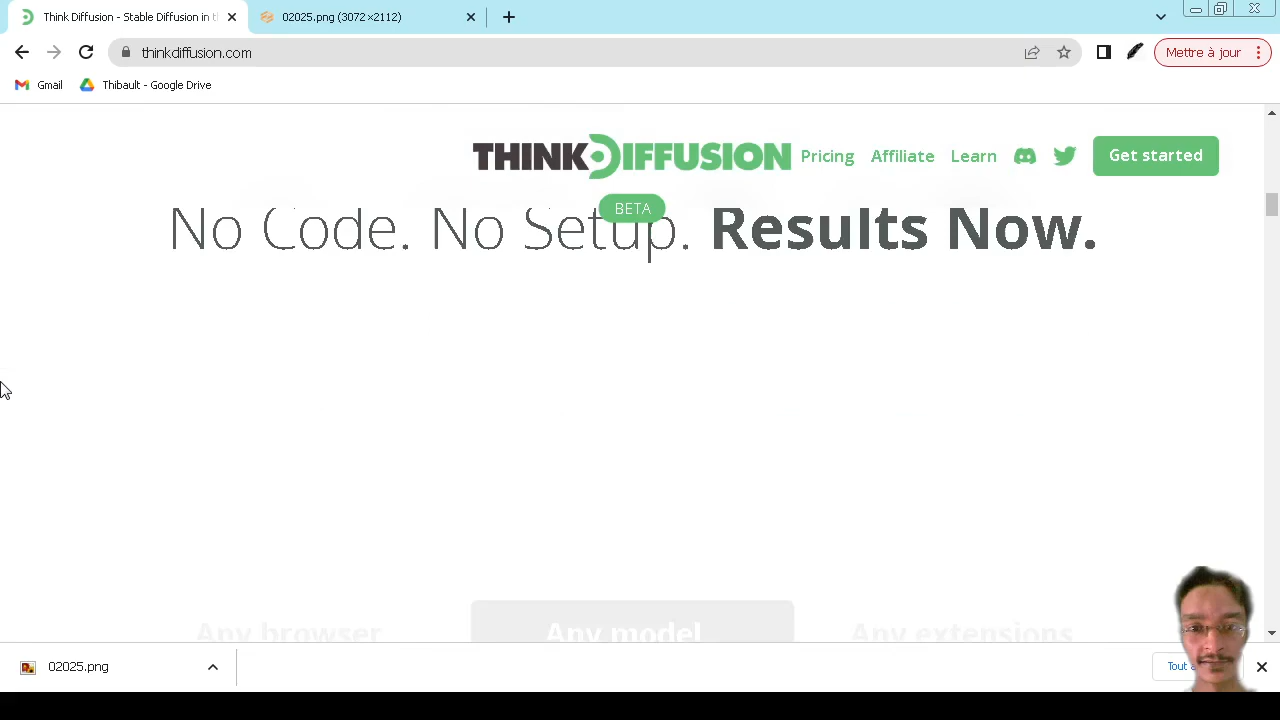 Think Diffusion - Stable Diffusion in t
02025.png (3072×2112)
thinkdiffusion.com
Mettre à jour
Gmail
Thibault - Google Drive
THINKDIFFUSION
Pricing
Affiliate
Learn
Get started
BETA
No Code. No Setup. Results Now.
Any browser
Any model
Any extensions
02025.png
Tout